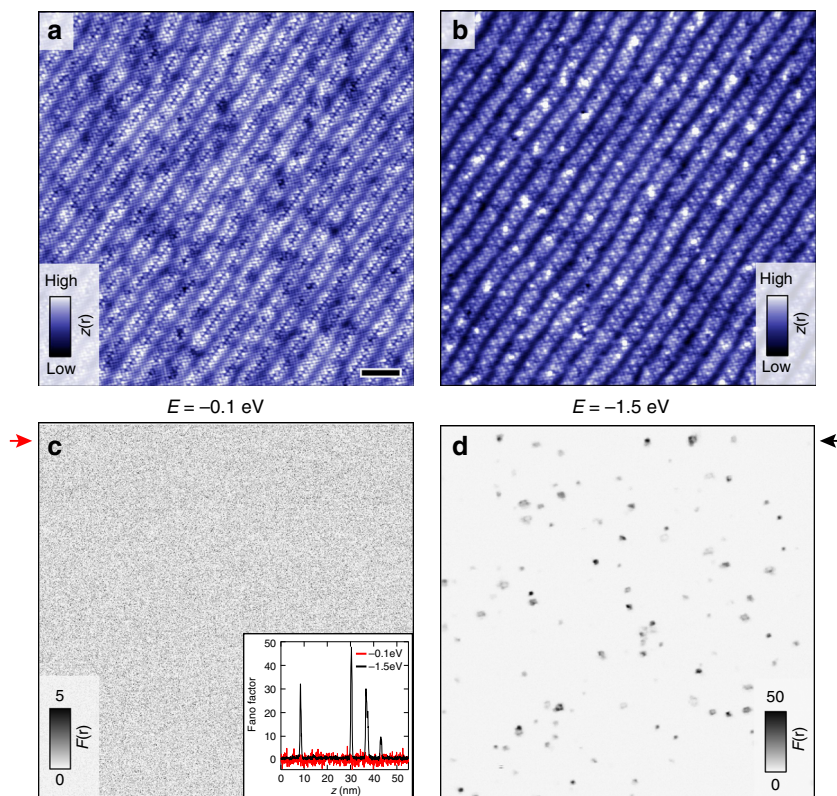 a
High
z(r)
Low
b
High
z(r)
Low
E = –0.1 eV
E = –1.5 eV
c
5
F(r)
0
50
40
30
20
10
0
Fano factor
–0.1eV
–1.5eV
0 10 20 30 40 50
z (nm)
d
50
F(r)
0